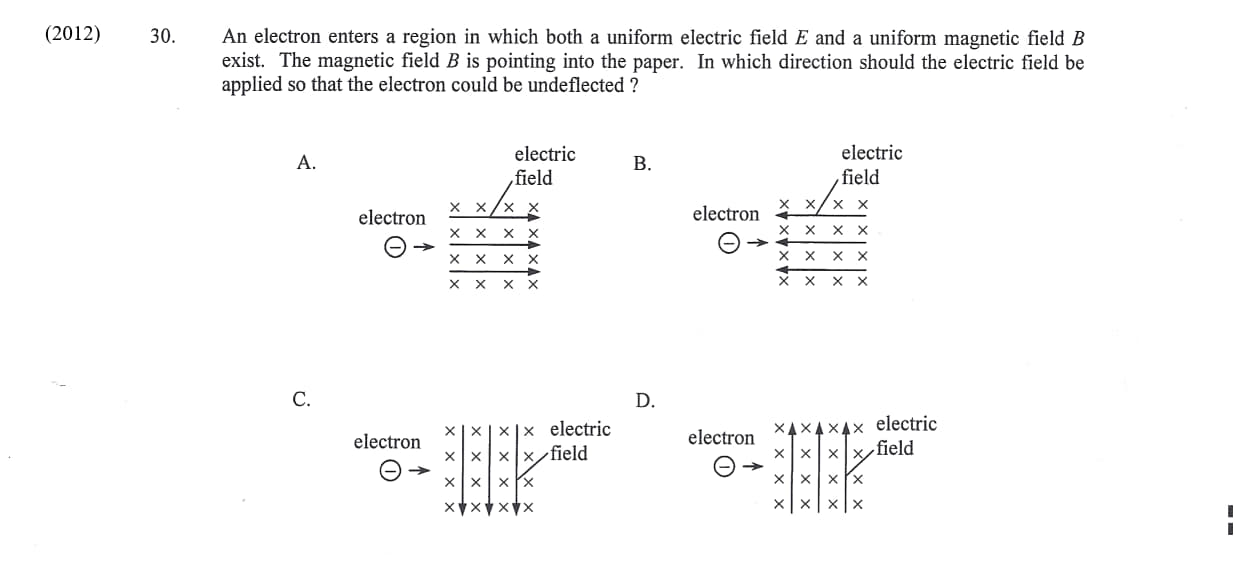 (2012) 30. An electron enters a region in which both a uniform electric field E and a uniform magnetic field B
exist. The magnetic field B is pointing into the paper. In which direction should the electric field be
applied so that the electron could be undeflected ?
A.
electric
field
electron
B.
electric
field
electron
C.
electric
field
electron
D.
electric
field
electron